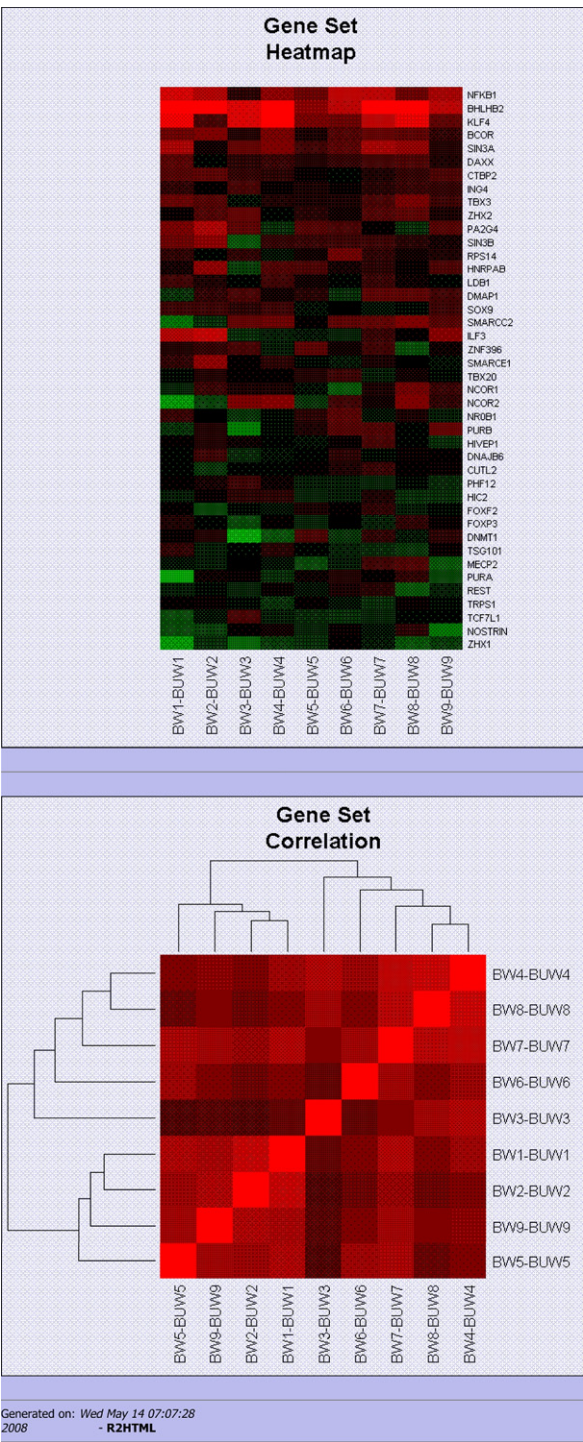 Gene Set
Heatmap
NFKB1
BHLHB2
KLF4
BCOR
SIN3A
DAXX
CTBP2
ING4
TBX3
ZHX2
PA2G4
SIN3B
RPS14
HNRPAB
LDB1
DMAP1
SOX9
SMARCC2
ILF3
ZNF396
SMARCE1
TBX20
NCOR1
NCOR2
NR0B1
PURB
HIVEP1
DNAJB6
CUTL2
PHF12
HIC2
FOXF2
FOXP3
DNMT1
TSG101
MECP2
PURA
REST
TRPS1
TCF7L1
NOSTRIN
ZHX1
BW1-BUW1
BW2-BUW2
BW3-BUW3
BW4-BUW4
BW5-BUW5
BW6-BUW6
BW7-BUW7
BW8-BUW8
BW9-BUW9
Gene Set
Correlation
BW4-BUW4
BW8-BUW8
BW7-BUW7
BW6-BUW6
BW3-BUW3
BW1-BUW1
BW2-BUW2
BW9-BUW9
BW5-BUW5
BW5-BUW5
BW9-BUW9
BW2-BUW2
BW1-BUW1
BW3-BUW3
BW6-BUW6
BW7-BUW7
BW8-BUW8
BW4-BUW4
Generated on: Wed May 14 07:07:28
2008 - R2HTML